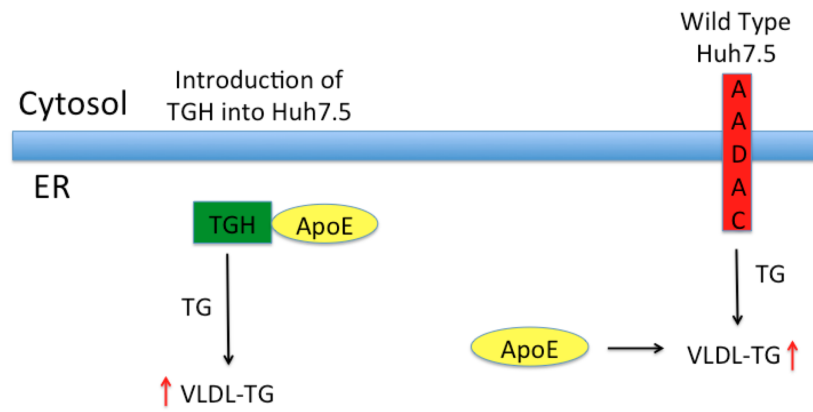 Wild Type
Huh7.5
Introduction of
TGH into Huh7.5
Cytosol
ER
A
A
D
A
C
TGH
ApoE
TG
TG
ApoE
VLDL-TG
VLDL-TG